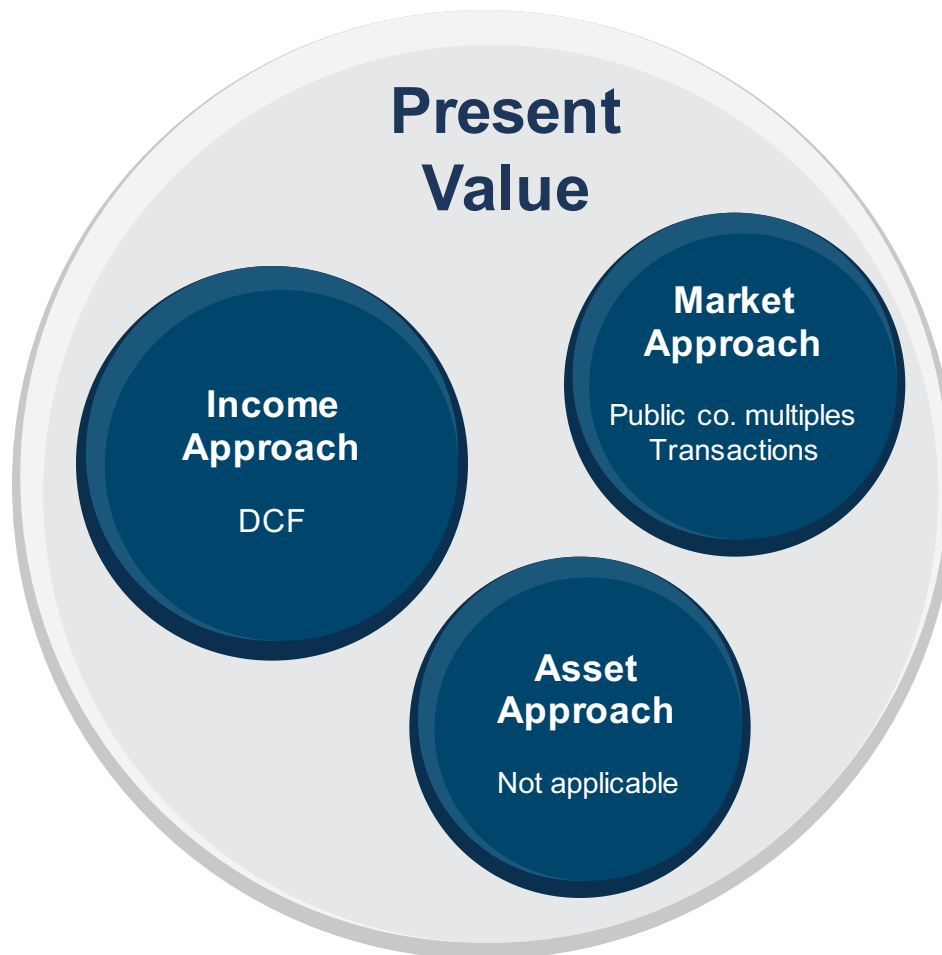 Present
Value
Income
Approach
DCF
Market
Approach
Public co. multiples
Transactions
Asset
Approach
Not applicable